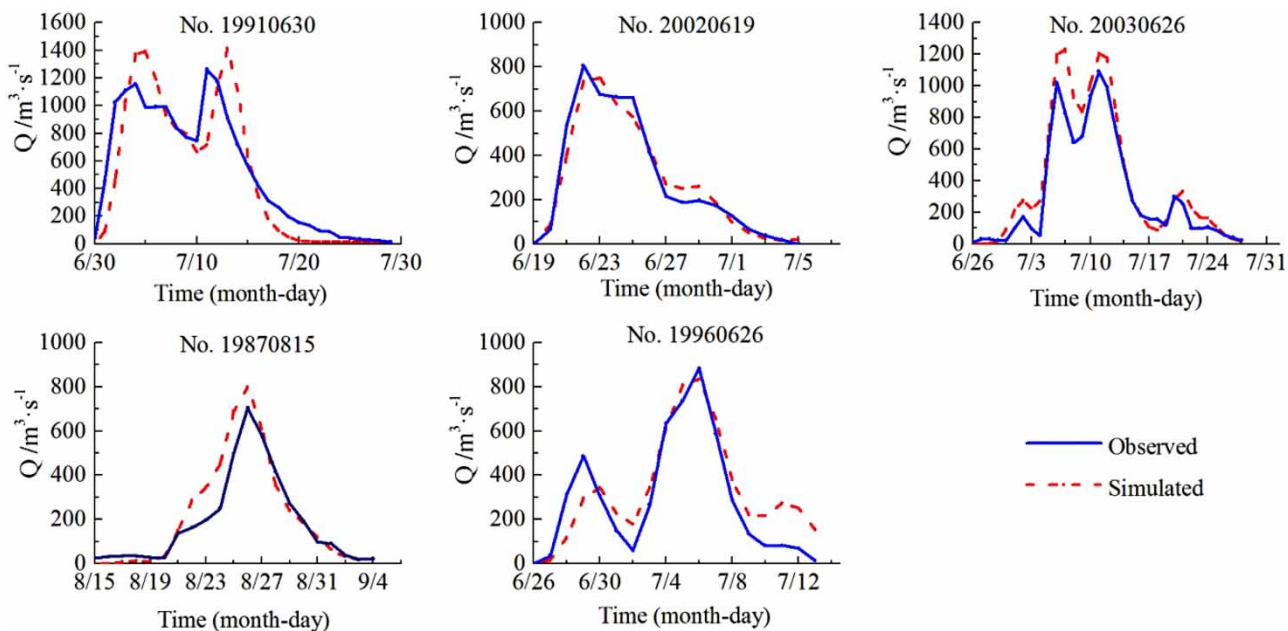 No. 19910630
1600
1400
1200
1000
800
600
400
200
0
Q /m³·s⁻¹
6/30 7/10 7/20 7/30
Time (month-day)
No. 20020619
1000
800
600
400
200
0
Q /m³·s⁻¹
6/19 6/23 6/27 7/1 7/5
Time (month-day)
No. 20030626
1400
1200
1000
800
600
400
200
0
Q /m³·s⁻¹
6/26 7/3 7/10 7/17 7/24 7/31
Time (month-day)
No. 19870815
1000
800
600
400
200
0
Q /m³·s⁻¹
8/15 8/19 8/23 8/27 8/31 9/4
Time (month-day)
No. 19960626
1000
800
600
400
200
0
Q /m³·s⁻¹
6/26 6/30 7/4 7/8 7/12
Time (month-day)
Observed
Simulated